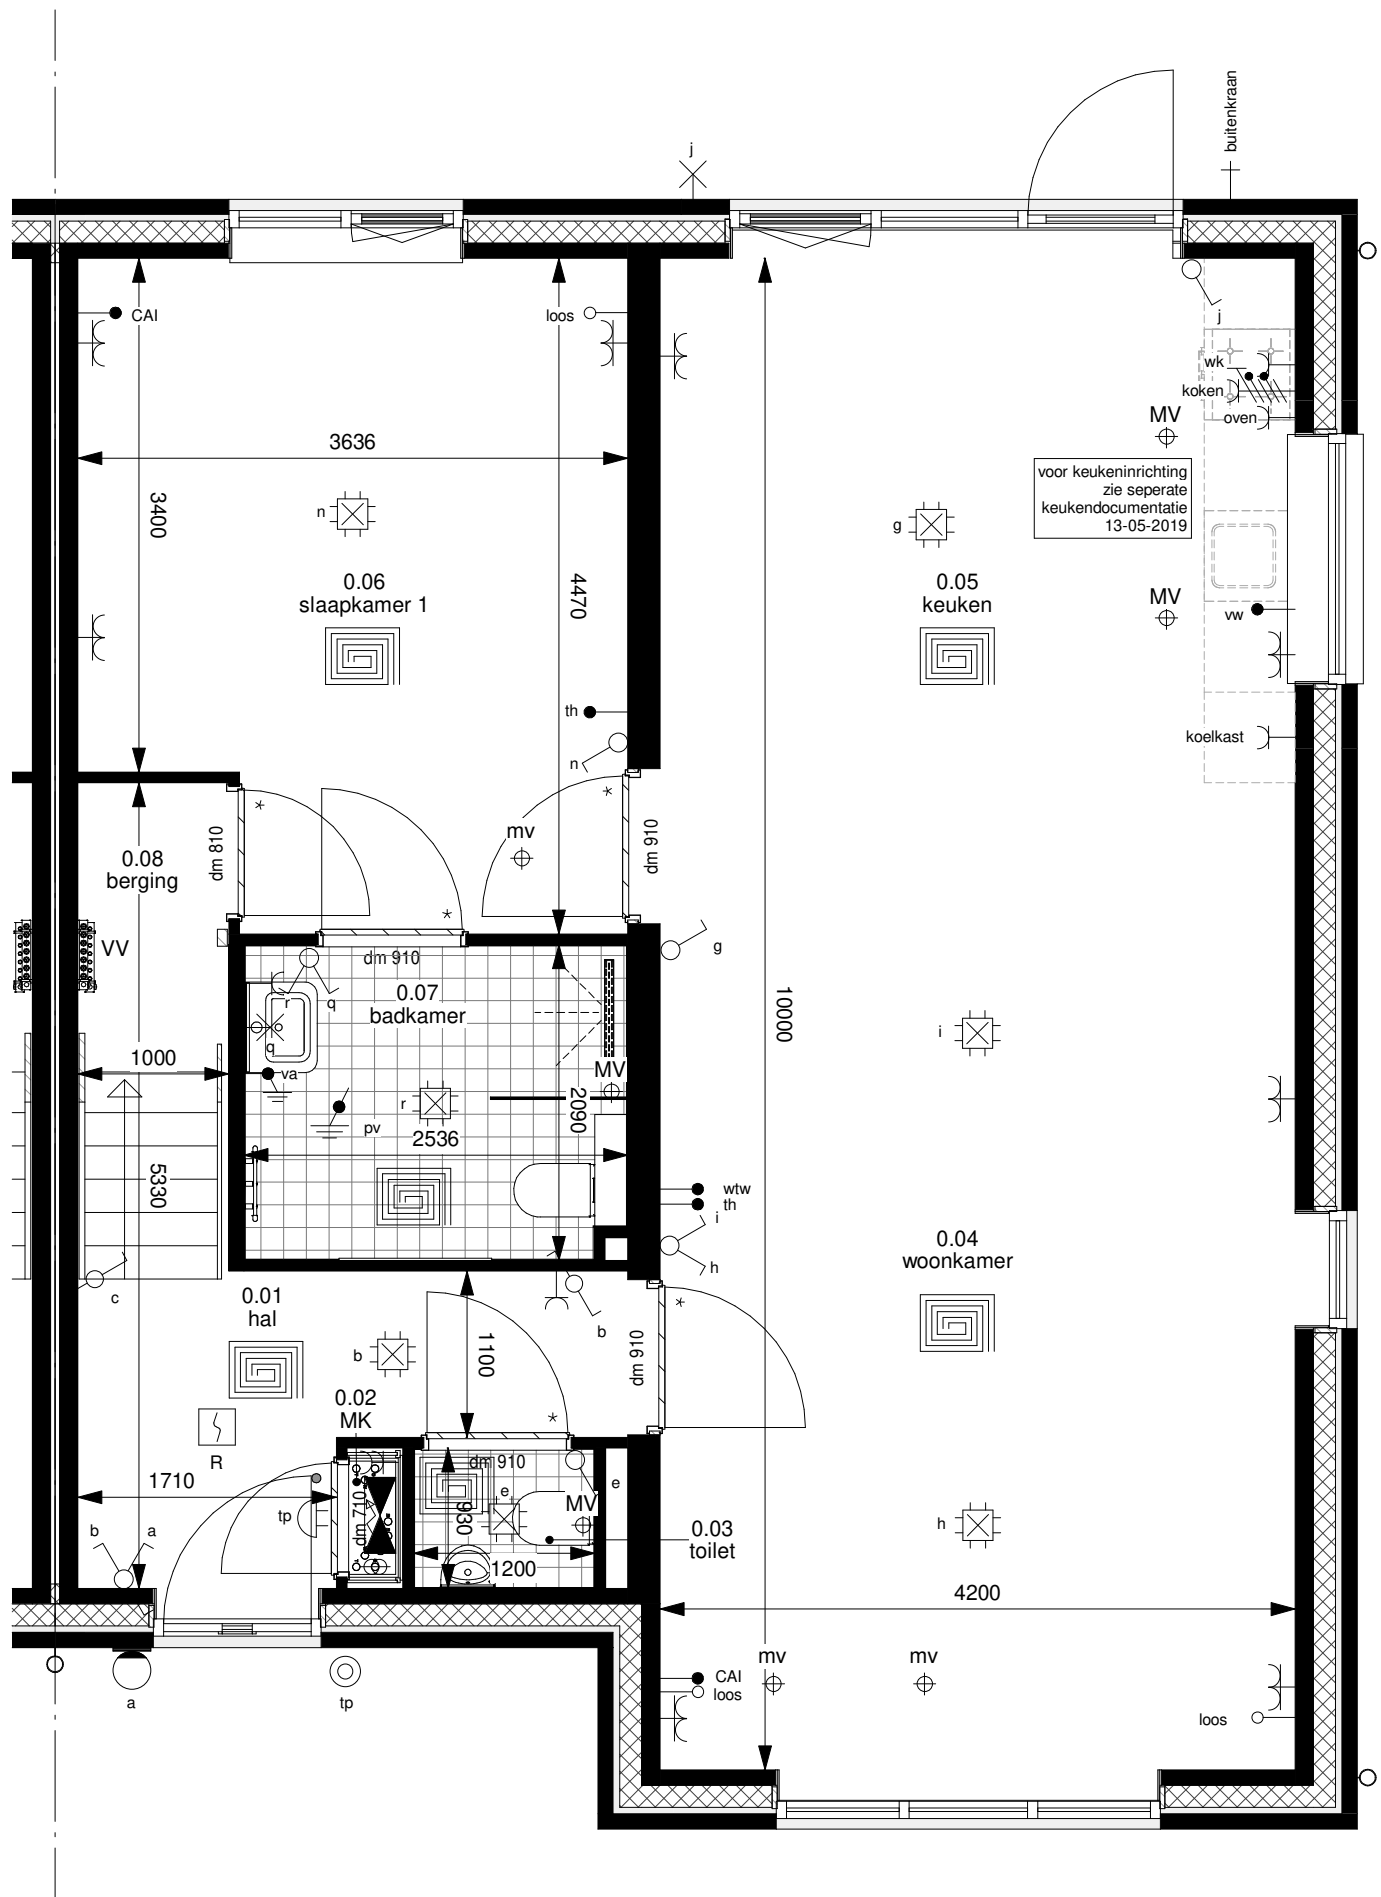 buitenkraan
j
CAI
loos
j
wk
koken
oven
MV
3636
voor keukeninrichting
zie seperate
keukendocumentatie
13-05-2019
3400
n
g
0.06
slaapkamer 1
4470
0.05
keuken
MV
vw
th
n
koelkast
*
*
mv
dm 810
dm 910
0.08
berging
*
VV
g
dm 910
r
q
0.07
badkamer
10000
i
q
va
1000
MV
r
2090
pv
2536
5330
wtw
th
i
h
0.04
woonkamer
c
0.01
hal
b
*
b
1100
dm 910
0.02
MK
*
R
dm 910
e
e
1710
MV
tp
dm 710
930
h
0.03
toilet
b
a
1200
4200
mv
mv
CAI
loos
loos
a
tp